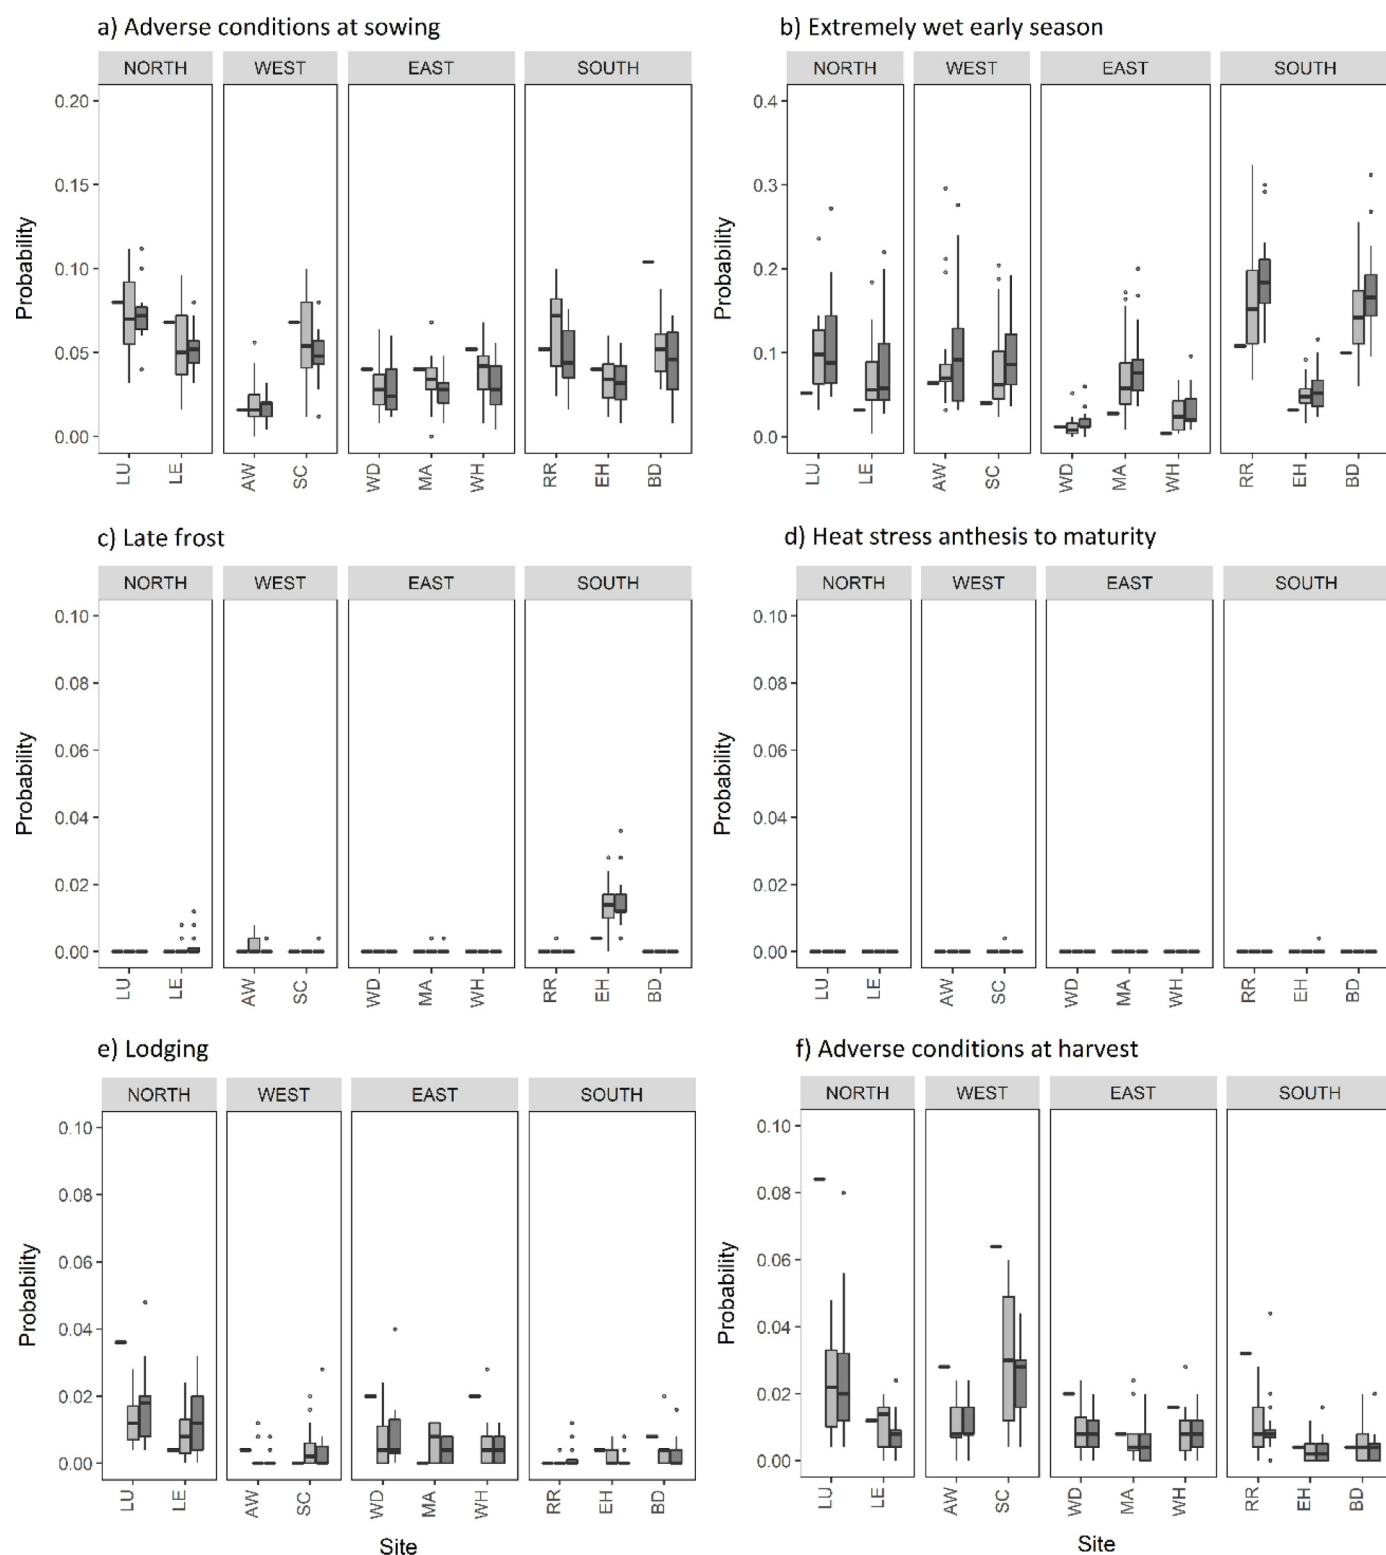 a) Adverse conditions at sowing
NORTH WEST EAST SOUTH
Probability
0.20
0.15
0.10
0.05
0.00
LU LE AW SC WD MA WH RR EH BD
b) Extremely wet early season
NORTH WEST EAST SOUTH
Probability
0.4
0.3
0.2
0.1
0.0
LU LE AW SC WD MA WH RR EH BD
c) Late frost
NORTH WEST EAST SOUTH
Probability
0.10
0.08
0.06
0.04
0.02
0.00
LU LE AW SC WD MA WH RR EH BD
d) Heat stress anthesis to maturity
NORTH WEST EAST SOUTH
Probability
0.10
0.08
0.06
0.04
0.02
0.00
LU LE AW SC WD MA WH RR EH BD
e) Lodging
NORTH WEST EAST SOUTH
Probability
0.10
0.08
0.06
0.04
0.02
0.00
LU LE AW SC WD MA WH RR EH BD
Site
f) Adverse conditions at harvest
NORTH WEST EAST SOUTH
Probability
0.10
0.08
0.06
0.04
0.02
0.00
LU LE AW SC WD MA WH RR EH BD
Site